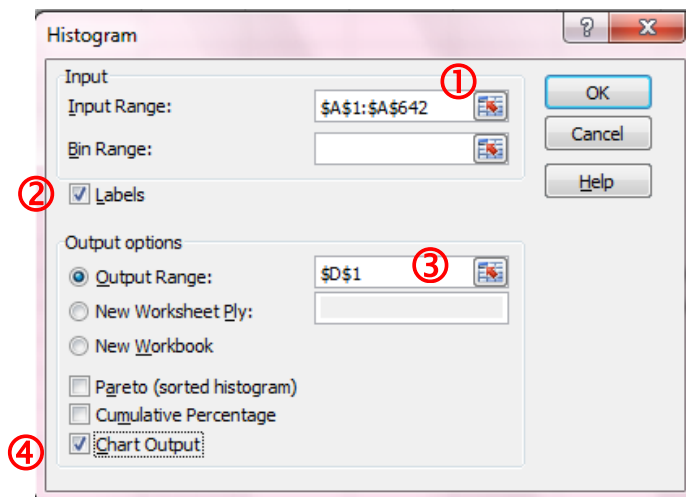 Histogram
?
X
Input
①
Input Range:
$A$1:$A$642
OK
Bin Range:
Cancel
② Labels
Help
Output options
Output Range:
$D$1
③
New Worksheet Ply:
New Workbook
Pareto (sorted histogram)
Cumulative Percentage
④ Chart Output